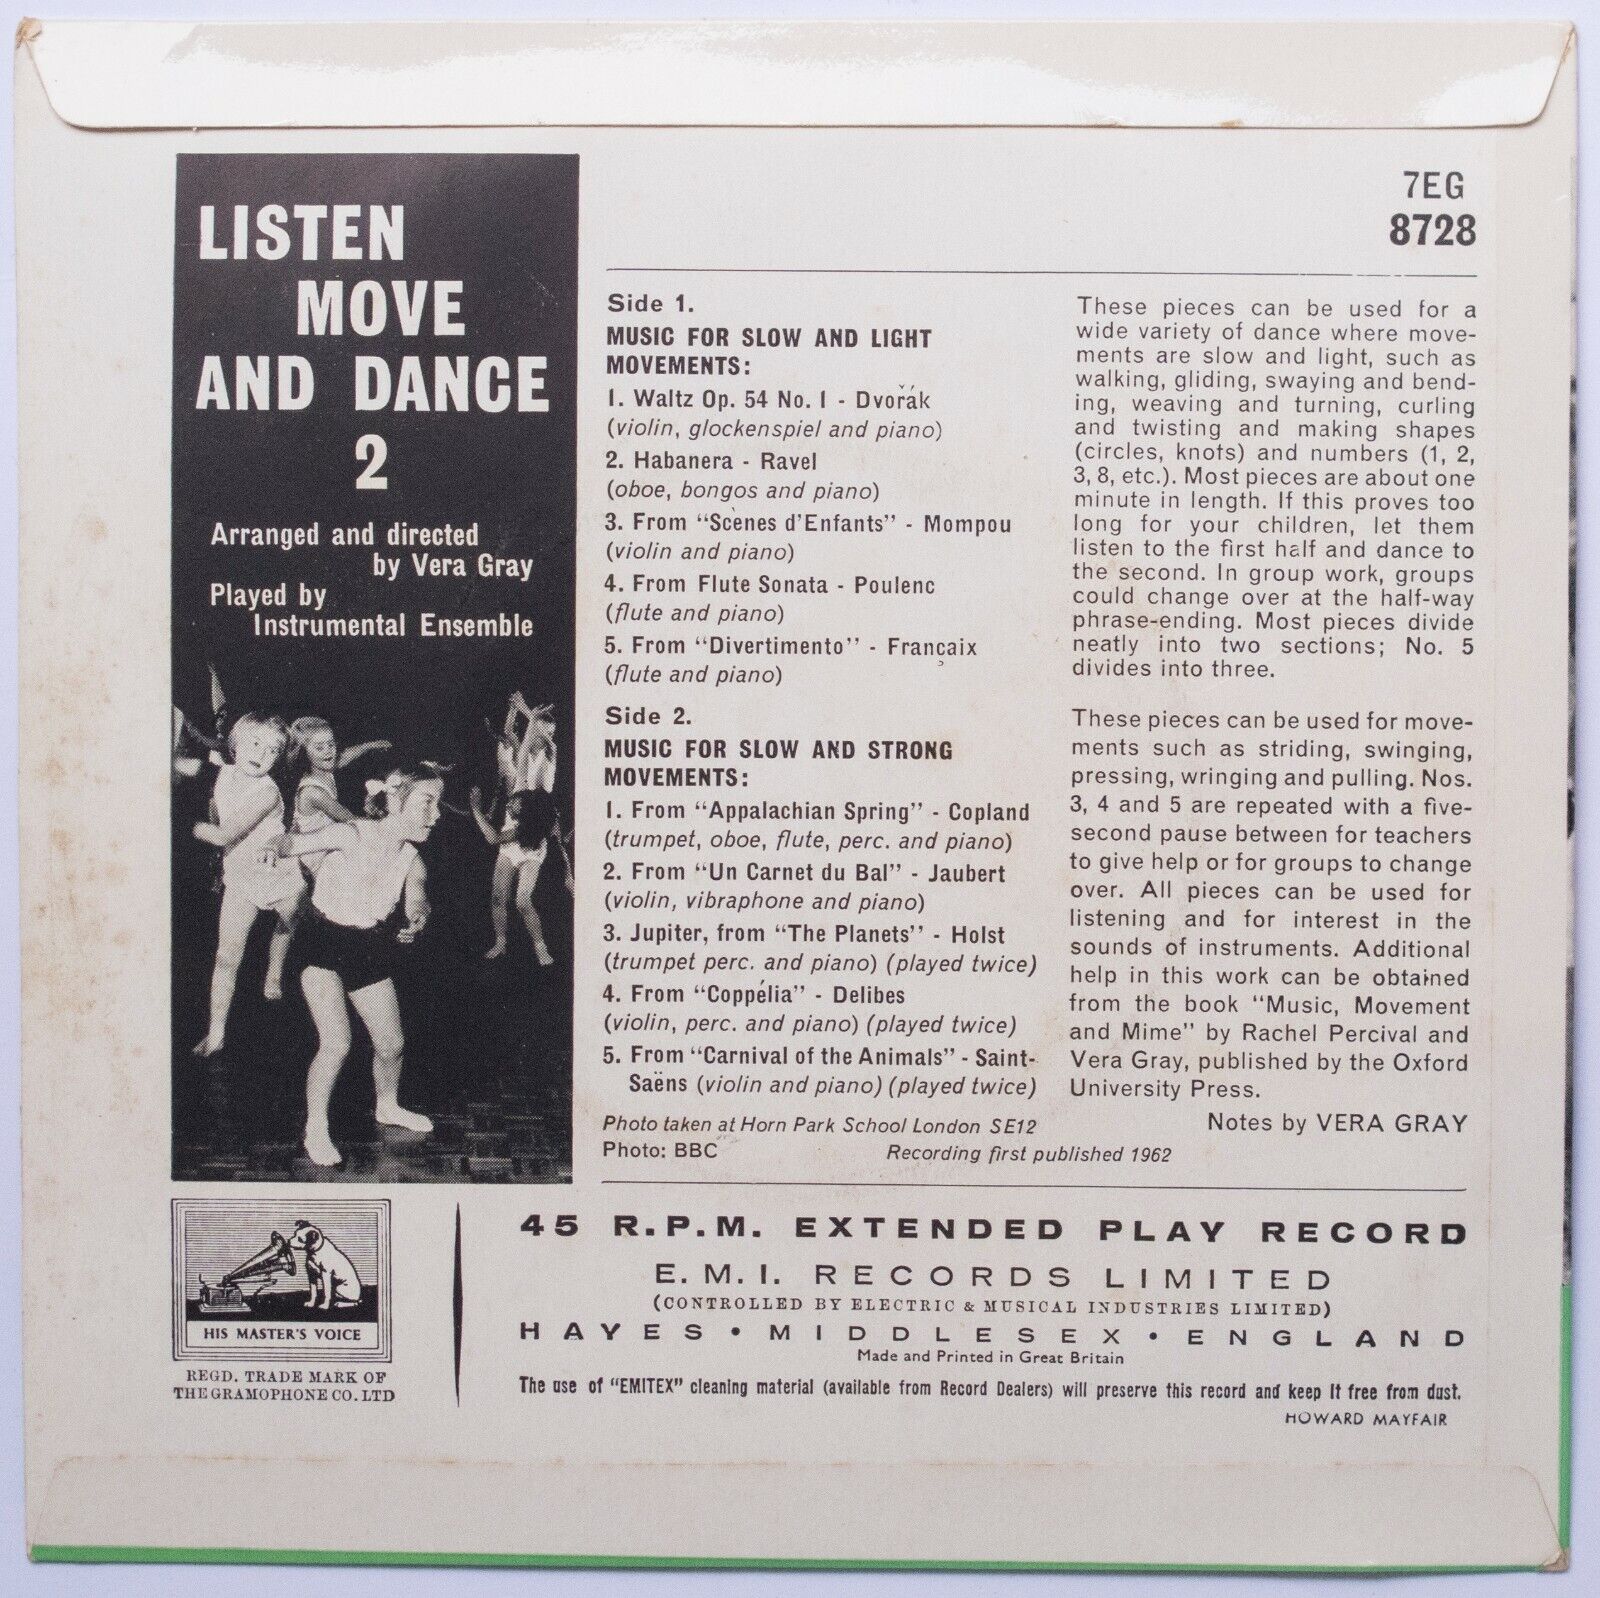 LISTEN
MOVE
AND DANCE
2
Arranged and directed
by Vera Gray
Played by
Instrumental Ensemble
7EG
8728
Side 1.
MUSIC FOR SLOW AND LIGHT
MOVEMENTS:
1. Waltz Op. 54 No. 1 - Dvořák
(violin, glockenspiel and piano)
2. Habanera - Ravel
(oboe, bongos and piano)
3. From "Scènes d'Enfants" - Mompou
(violin and piano)
4. From Flute Sonata - Poulenc
(flute and piano)
5. From "Divertimento" - Françaix
(flute and piano)
Side 2.
MUSIC FOR SLOW AND STRONG
MOVEMENTS:
1. From "Appalachian Spring" - Copland
(trumpet, oboe, flute, perc. and piano)
2. From "Un Carnet du Bal" - Jaubert
(violin, vibraphone and piano)
3. Jupiter, from "The Planets" - Holst
(trumpet perc. and piano) (played twice)
4. From "Coppélia" - Delibes
(violin, perc. and piano) (played twice)
5. From "Carnival of the Animals" - Saint-
Saëns (violin and piano) (played twice)
Photo taken at Horn Park School London SE12
Photo: BBC
Recording first published 1962
These pieces can be used for a
wide variety of dance where move-
ments are slow and light, such as
walking, gliding, swaying and bend-
ing, weaving and turning, curling
and twisting and making shapes
(circles, knots) and numbers (1, 2,
3, 8, etc.). Most pieces are about one
minute in length. If this proves too
long for your children, let them
listen to the first half and dance to
the second. In group work, groups
could change over at the half-way
phrase-ending. Most pieces divide
neatly into two sections; No. 5
divides into three.
These pieces can be used for move-
ments such as striding, swinging,
pressing, wringing and pulling. Nos.
3, 4 and 5 are repeated with a five-
second pause between for teachers
to give help or for groups to change
over. All pieces can be used for
listening and for interest in the
sounds of instruments. Additional
help in this work can be obtained
from the book "Music, Movement
and Mime" by Rachel Percival and
Vera Gray, published by the Oxford
University Press.
Notes by VERA GRAY
HIS MASTER'S VOICE
REGD. TRADE MARK OF
THE GRAMOPHONE CO. LTD
45 R.P.M. EXTENDED PLAY RECORD
E.M.I. RECORDS LIMITED
(CONTROLLED BY ELECTRIC & MUSICAL INDUSTRIES LIMITED)
HAYES • MIDDLESEX • ENGLAND
Made and Printed in Great Britain
The use of "EMITEX" cleaning material (available from Record Dealers) will preserve this record and keep it free from dust.
HOWARD MAYFAIR